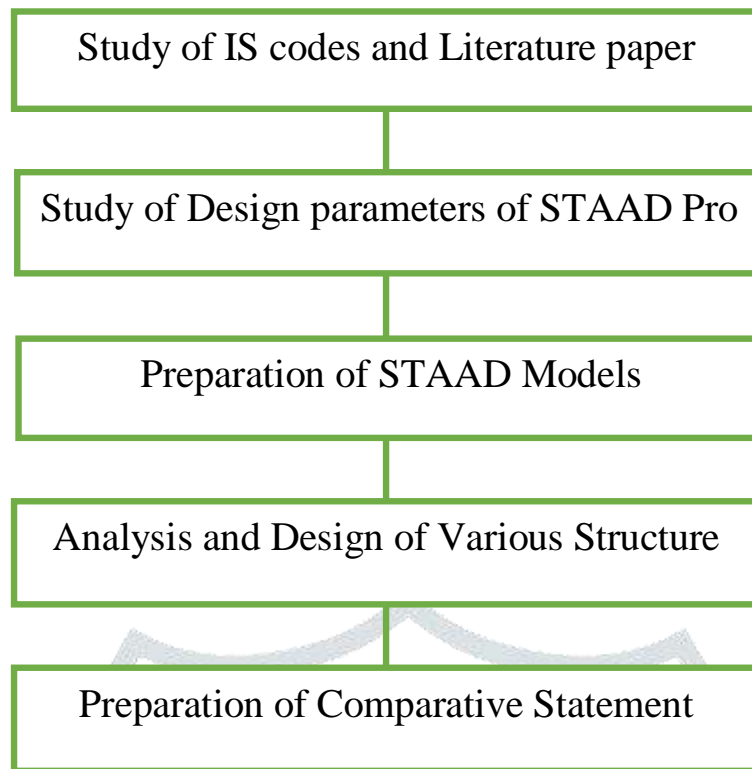 Study of IS codes and Literature paper
Study of Design parameters of STAAD Pro
Preparation of STAAD Models
Analysis and Design of Various Structure
Preparation of Comparative Statement